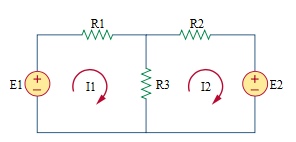 R1 R2
E1 + − I1 R3 I2 + − E2